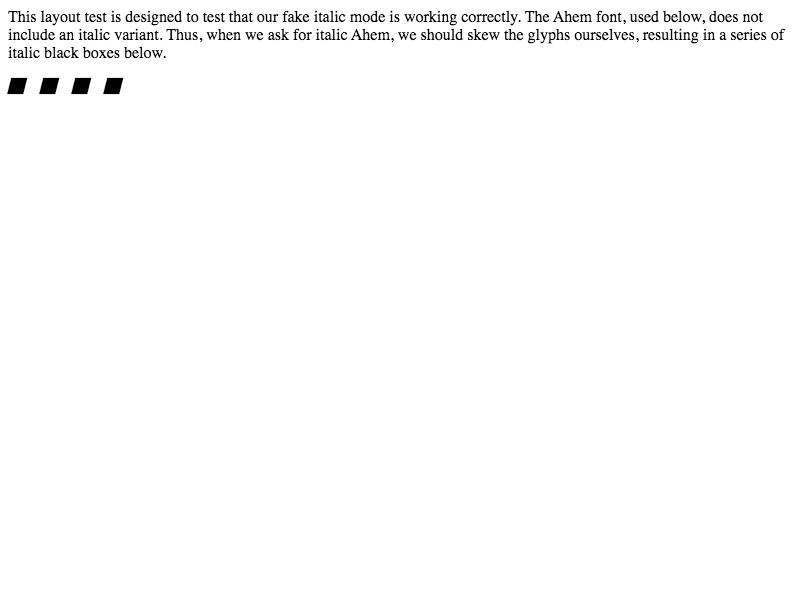 This layout test is designed to test that our fake italic mode is working correctly. The Ahem font, used below, does not
include an italic variant. Thus, when we ask for italic Ahem, we should skew the glyphs ourselves, resulting in a series of
italic black boxes below.